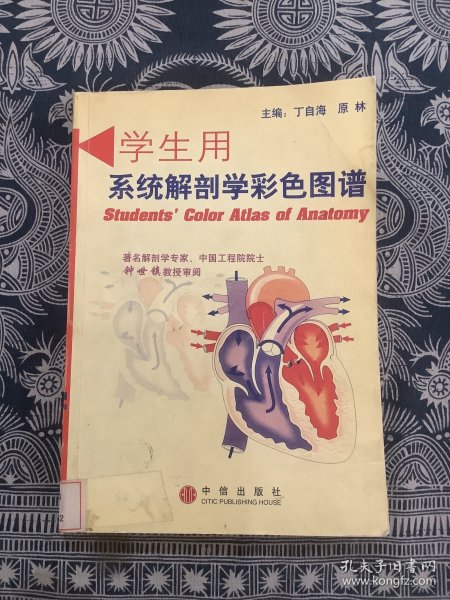 主编：丁自海 原 林
学生用
系统解剖学彩色图谱
Students' Color Atlas of Anatomy
著名解剖学专家、中国工程院院士
钟世镇教授审阅
中信出版社
CITIC PUBLISHING HOUSE
2
孔夫子旧书网
www.kongfz.com